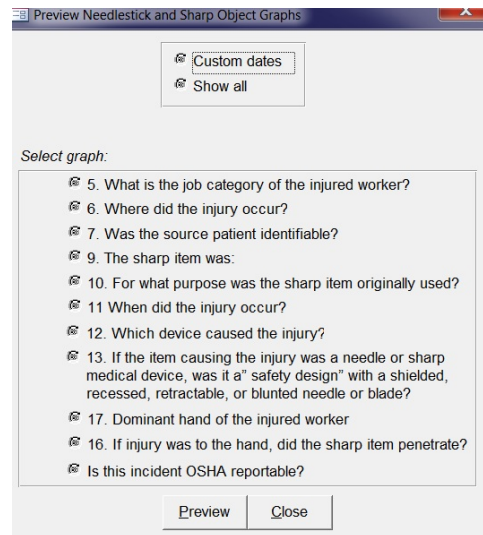 Preview Needlestick and Sharp Object Graphs
Custom dates
Show all
Select graph:
5. What is the job category of the injured worker?
6. Where did the injury occur?
7. Was the source patient identifiable?
9. The sharp item was:
10. For what purpose was the sharp item originally used?
11 When did the injury occur?
12. Which device caused the injury?
13. If the item causing the injury was a needle or sharp
medical device, was it a” safety design” with a shielded,
recessed, retractable, or blunted needle or blade?
17. Dominant hand of the injured worker
16. If injury was to the hand, did the sharp item penetrate?
Is this incident OSHA reportable?
Preview Close